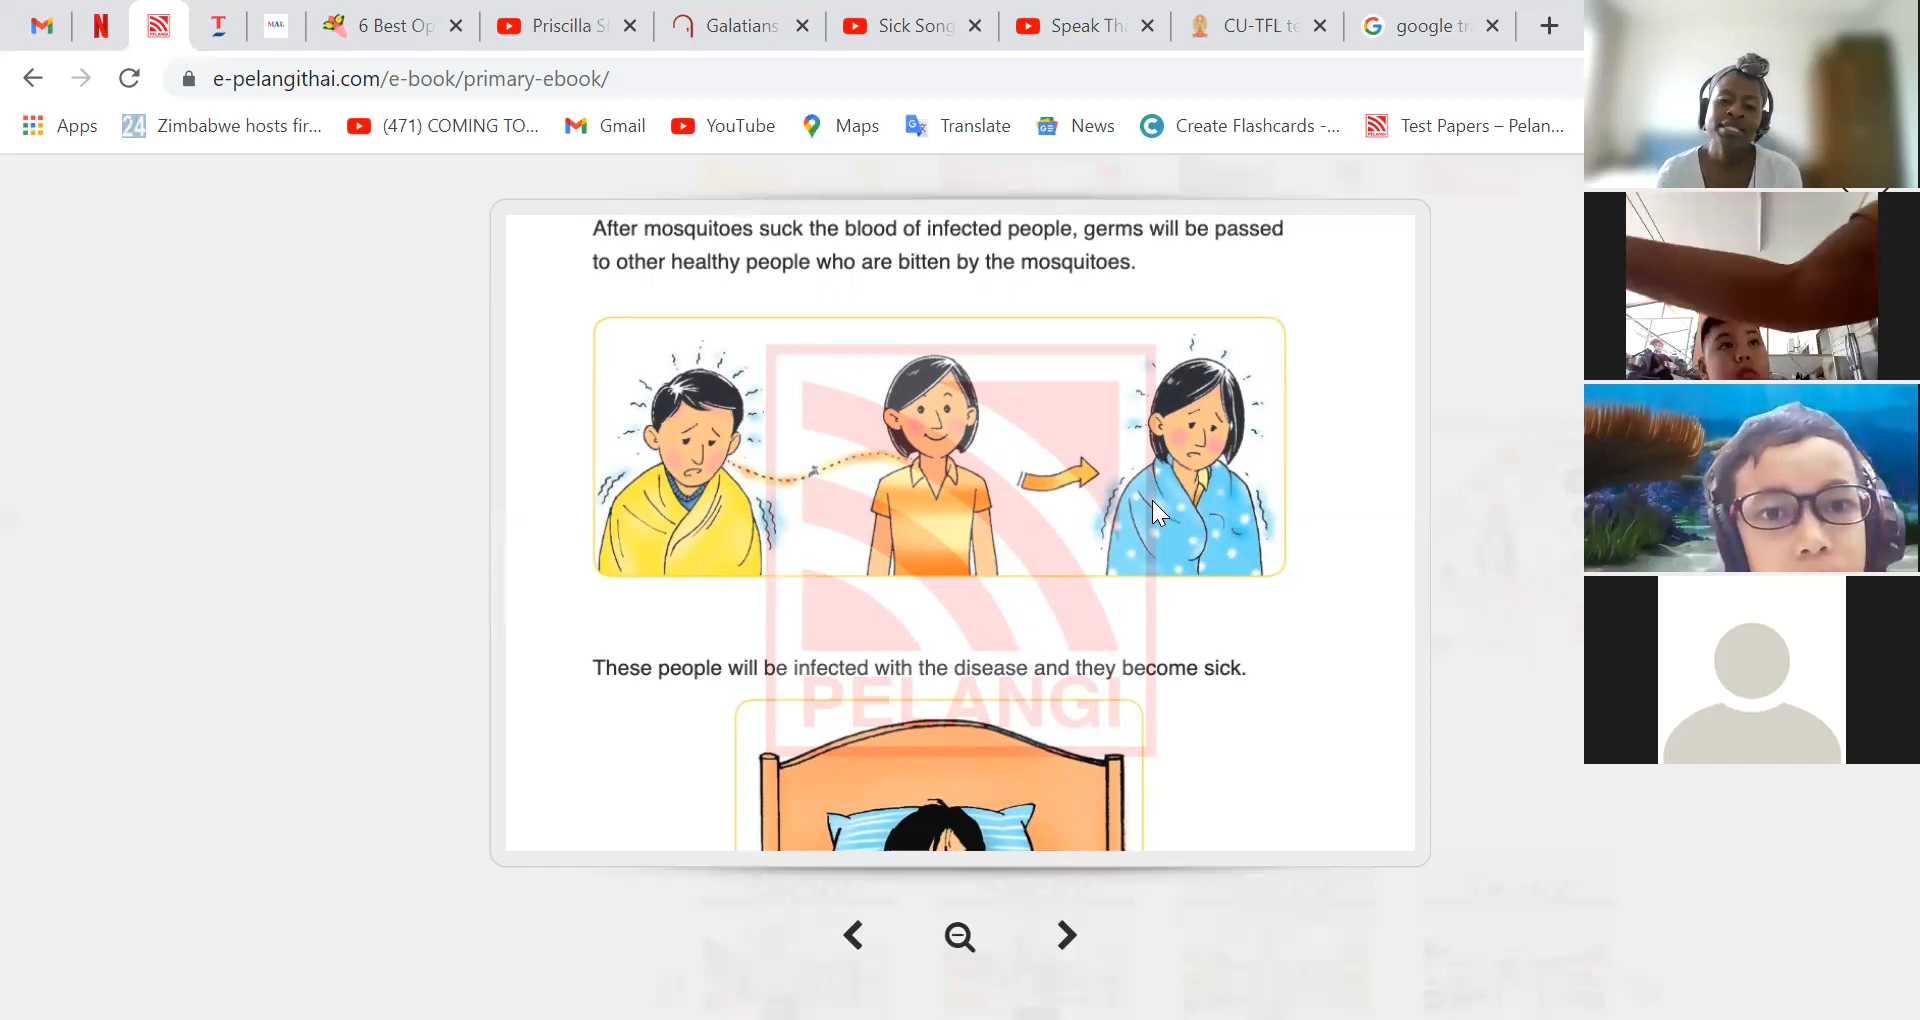 6 Best Op
Priscilla S
Galatians
Sick Song
Speak Th
CU-TFL te
google tr
e-pelangithai.com/e-book/primary-ebook/
Apps
24 Zimbabwe hosts fir...
(471) COMING TO...
Gmail
YouTube
Maps
Translate
News
Create Flashcards -...
Test Papers – Pelan...
After mosquitoes suck the blood of infected people, germs will be passed
to other healthy people who are bitten by the mosquitoes.
These people will be infected with the disease and they become sick.
PELANGI